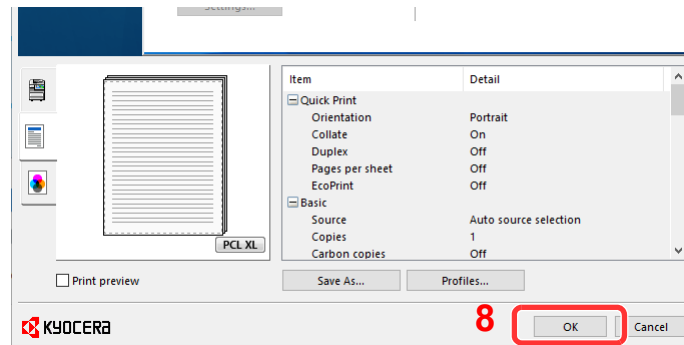 Settings...
Item Detail
Quick Print
Orientation Portrait
Collate On
Duplex Off
Pages per sheet Off
EcoPrint Off
Basic
Source Auto source selection
Copies 1
Carbon copies Off
PCL XL
Print preview Save As... Profiles...
KYOCERA 8 OK Cancel